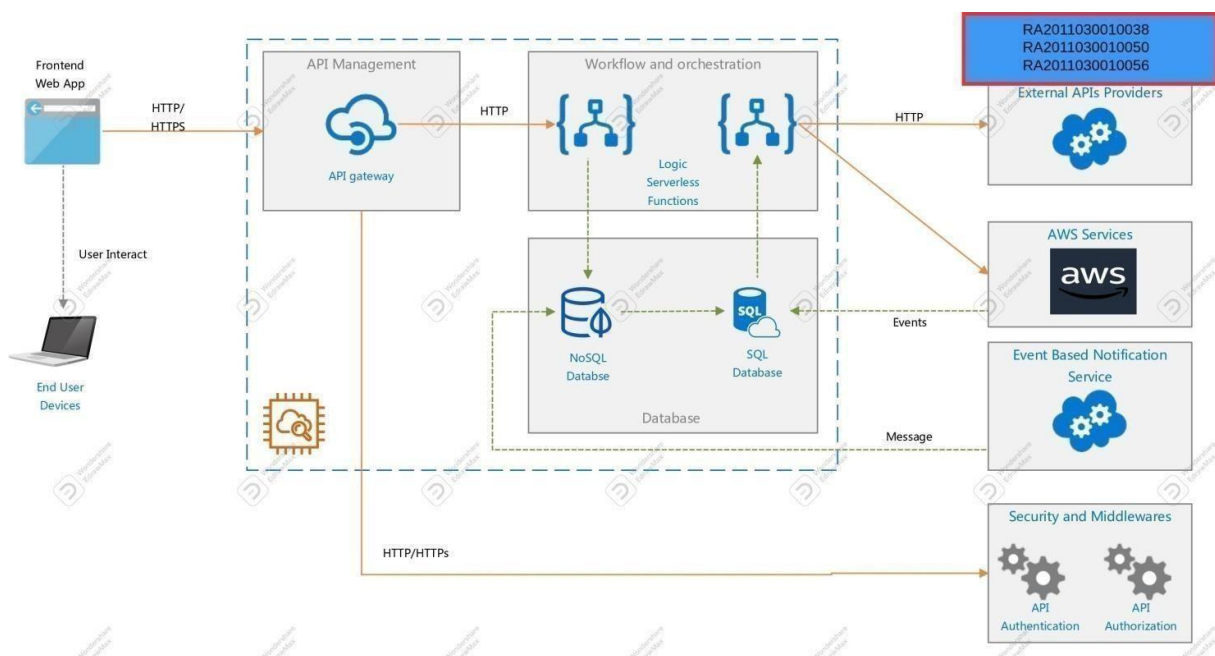 RA2011030010038
RA2011030010050
RA2011030010056
Frontend
Web App
HTTP/
HTTPS
User Interact
End User
Devices
API Management
API gateway
HTTP
Workflow and orchestration
Logic
Serverless
Functions
HTTP
External APIs Providers
AWS Services
aws
Events
NoSQL
Databse
SQL
SQL
Database
Database
Event Based Notification
Service
Message
HTTP/HTTPs
Security and Middlewares
API
Authentication
API
Authorization
Wondershare
EdrawMax